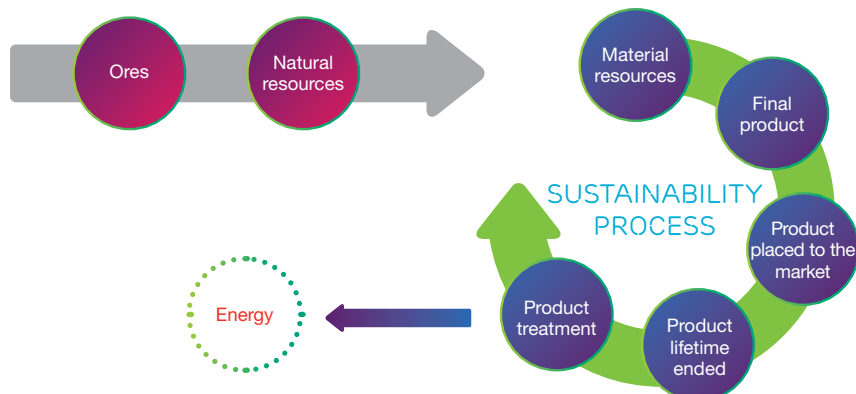 Ores
Natural
resources
Material
resources
Final
product
SUSTAINABILITY
PROCESS
Product
placed to the
market
Product
lifetime
ended
Product
treatment
Energy